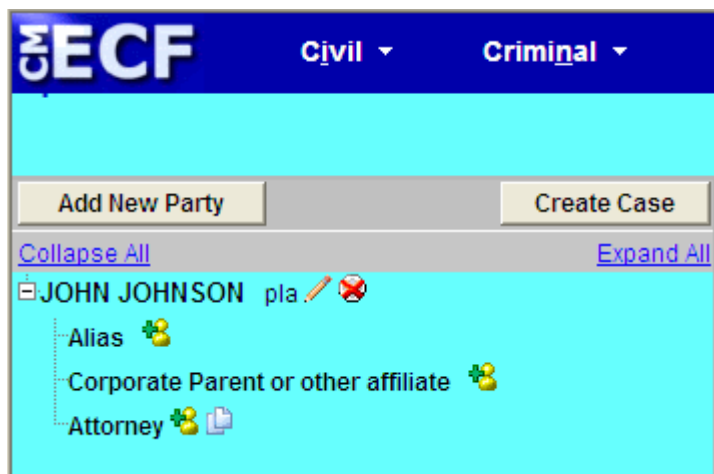 CM ECF Civil Criminal
Add New Party Create Case
Collapse All Expand All
JOHN JOHNSON pla
Alias
Corporate Parent or other affiliate
Attorney